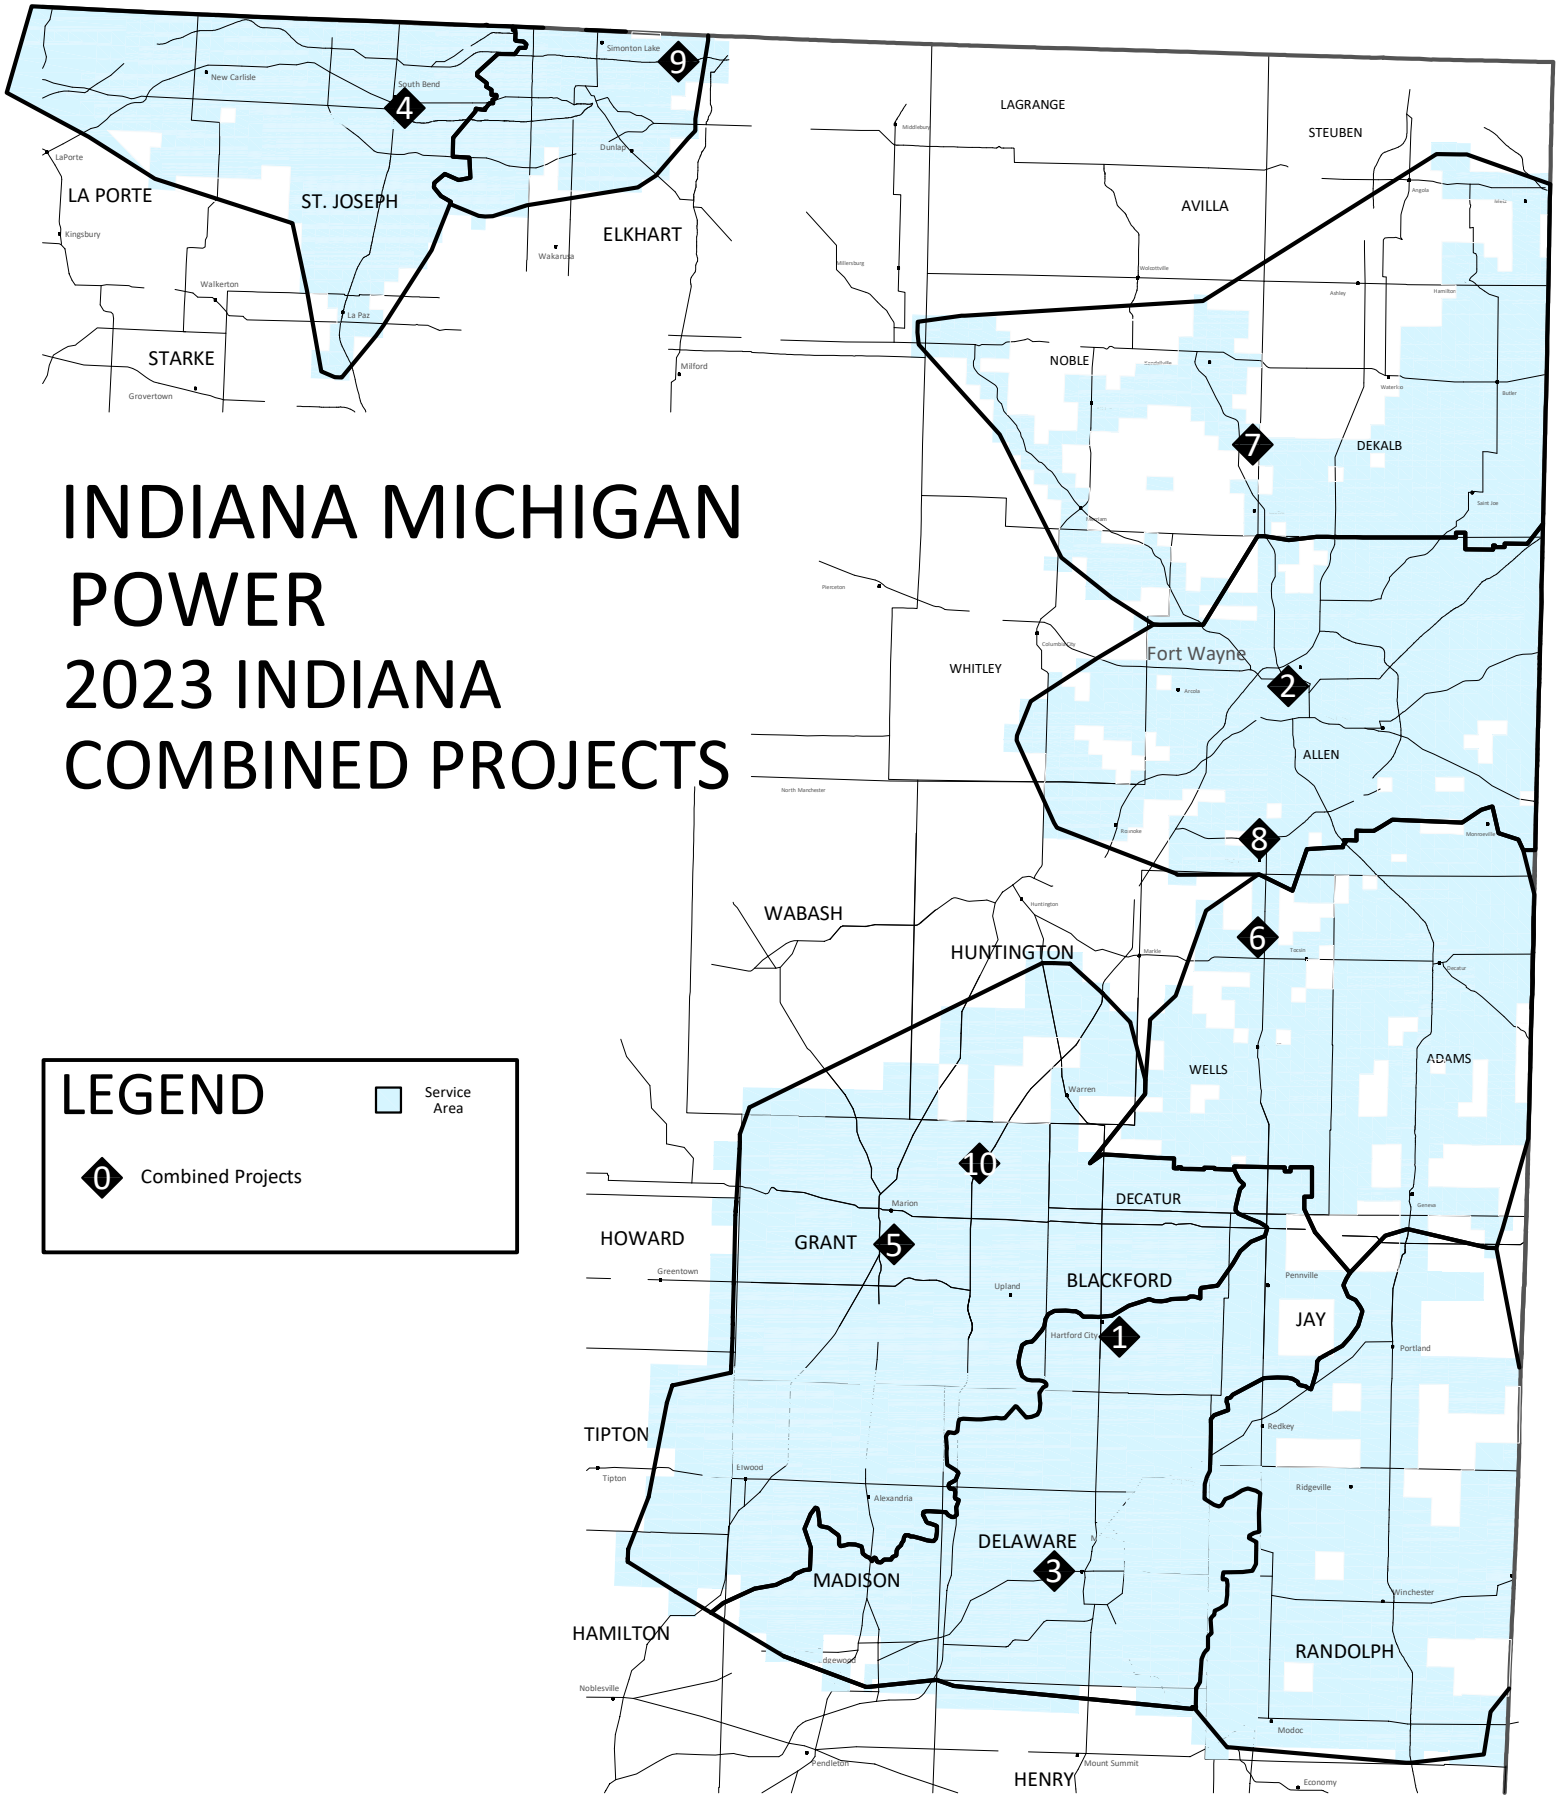 Simonton Lake
9
New Carlisle
South Bend
4
LAGRANGE
Middlebury
STEUBEN
LaPorte
Dunlap
LA PORTE
ST. JOSEPH
Angola
Metz
AVILLA
Kingsbury
ELKHART
Wakarusa
Millersburg
Wolcottville
Walkerton
Ashley
Hamilton
La Paz
STARKE
NOBLE
Kendallville
Milford
Waterloo
Butler
Grovertown
7
DEKALB
INDIANA MICHIGAN
POWER
2023 INDIANA
COMBINED PROJECTS
Saint Joe
Merriam
Pierceton
Columbia City
Fort Wayne
WHITLEY
2
Arcola
ALLEN
North Manchester
Roanoke
8
Monroeville
Huntington
WABASH
6
HUNTINGTON
Markle
Tocsin
Decatur
WELLS
ADAMS
LEGEND
Service
Area
0
Combined Projects
Warren
10
DECATUR
Marion
Geneva
HOWARD
GRANT
5
Greentown
BLACKFORD
Pennville
Upland
JAY
Hartford City
1
Portland
TIPTON
Redkey
Tipton
Elwood
Ridgeville
Alexandria
DELAWARE
M
3
MADISON
Winchester
HAMILTON
RANDOLPH
dgewood
Noblesville
Modoc
Pendleton
Mount Summit
HENRY
Economy